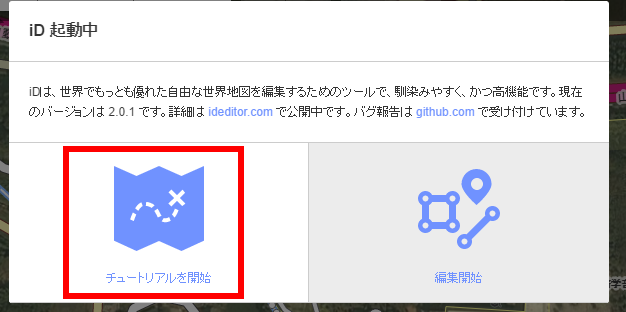 iD 起動中
iDは、世界でもっとも優れた自由な世界地図を編集するためのツールで、馴染みやすく、かつ高機能です。現在
のバージョンは 2.0.1 です。詳細は ideditor.com で公開中です。バグ報告は github.com で受け付けています。
チュートリアルを開始
編集開始